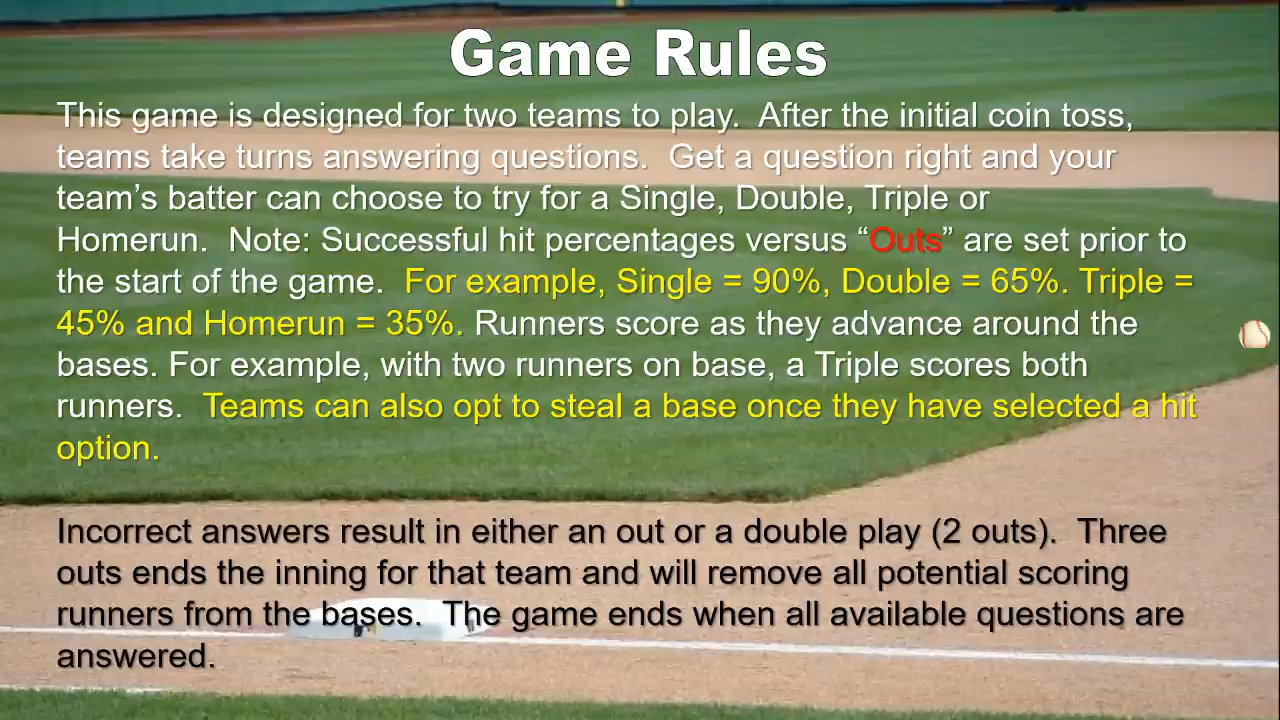 Game Rules
This game is designed for two teams to play.  After the initial coin toss,
teams take turns answering questions.  Get a question right and your
team’s batter can choose to try for a Single, Double, Triple or
Homerun.  Note: Successful hit percentages versus “Outs” are set prior to
the start of the game.  For example, Single = 90%, Double = 65%. Triple =
45% and Homerun = 35%. Runners score as they advance around the
bases. For example, with two runners on base, a Triple scores both
runners.  Teams can also opt to steal a base once they have selected a hit
option.
Incorrect answers result in either an out or a double play (2 outs).  Three
outs ends the inning for that team and will remove all potential scoring
runners from the bases.  The game ends when all available questions are
answered.